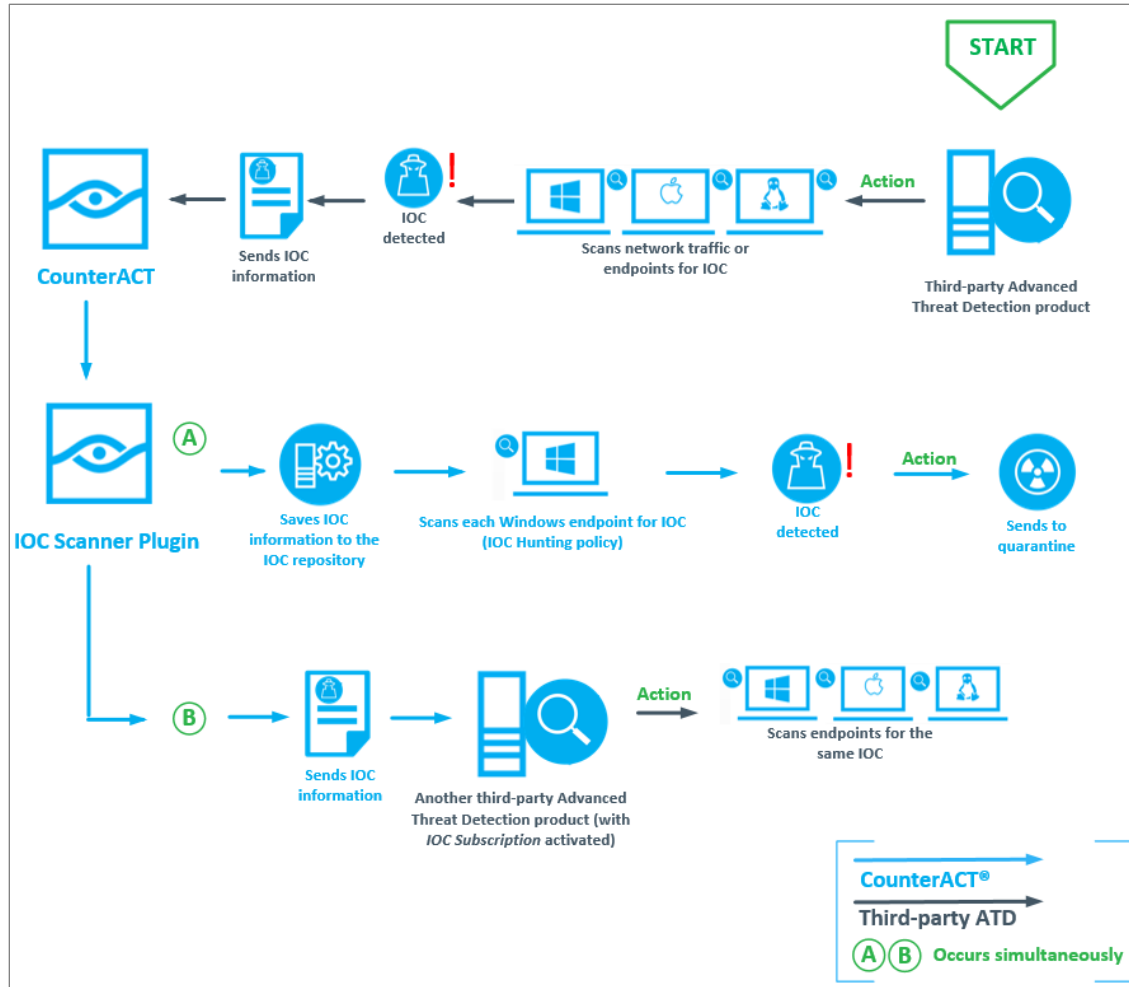 START
Action
Third-party Advanced
Threat Detection product
Scans network traffic or
endpoints for IOC
IOC
detected
Sends IOC
information
CounterACT
IOC Scanner Plugin
A
Saves IOC
information to the
IOC repository
Scans each Windows endpoint for IOC
(IOC Hunting policy)
IOC
detected
Action
Sends to
quarantine
B
Sends IOC
information
Another third-party Advanced
Threat Detection product (with
IOC Subscription activated)
Action
Scans endpoints for the
same IOC
CounterACT®
Third-party ATD
A B Occurs simultaneously